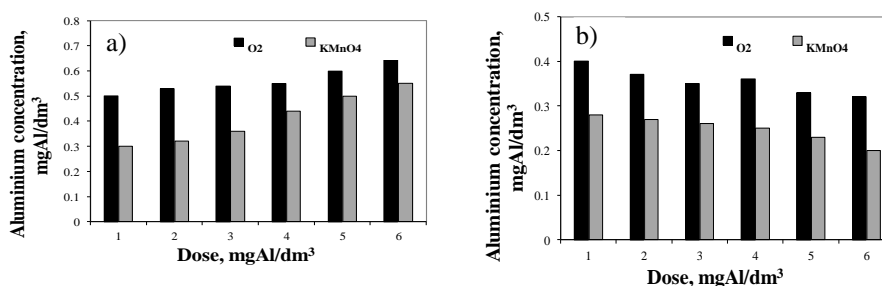 a)
O2
KMnO4
Aluminium concentration,
mgAl/dm³
0.8
0.7
0.6
0.5
0.4
0.3
0.2
0.1
0
1 2 3 4 5 6
Dose, mgAl/dm³
b)
O2
KMnO4
Aluminium concentration,
mgAl/dm³
0.5
0.4
0.3
0.2
0.1
0
1 2 3 4 5 6
Dose, mgAl/dm³